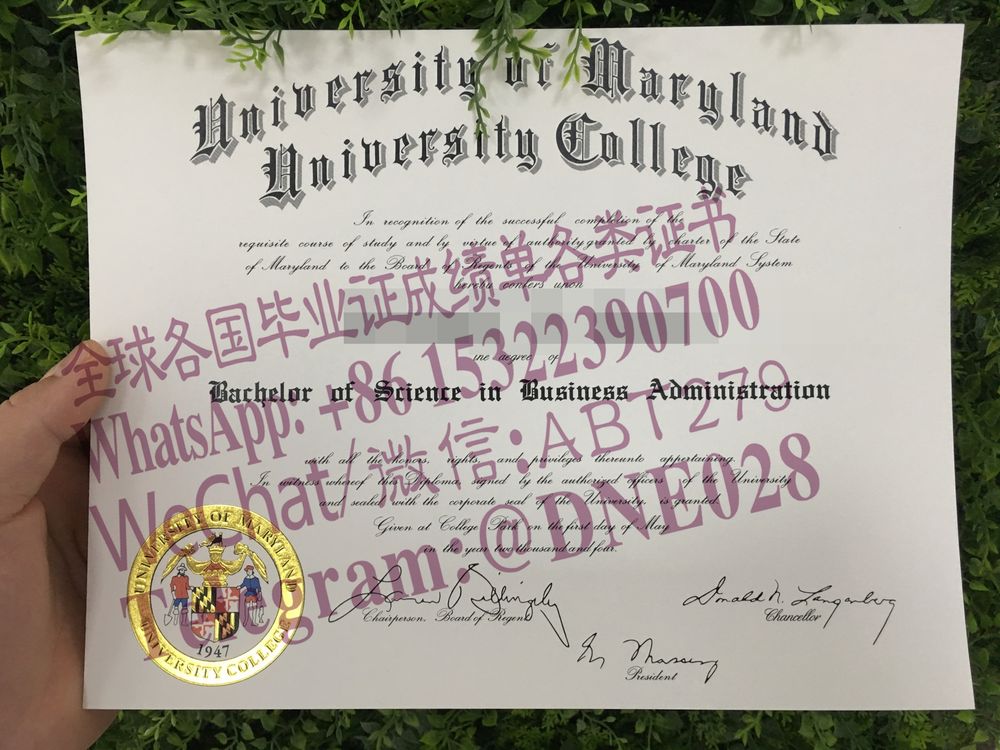 University of Maryland
University College
In recognition of the successful completion of the
requisite course of study and by virtue of authority granted by charter of the State
of Maryland to the Board of Regents of the University of Maryland System
hereby confers upon
全球各国毕业证成绩单各类证书
the degree of
Bachelor of Science in Business Administration
WhatsApp: +86 15322390700
with all the honors, rights, and privileges thereunto appertaining.
In witness whereof this Diploma, signed by the authorized officers of the University
and sealed with the corporate seal of the University, is granted.
WeChat/微信:ABT279
Given at College Park on the first day of May
in the year two thousand and four.
Telegram:@DNE028
UNIVERSITY OF MARYLAND
UNIVERSITY COLLEGE
1947
Chairperson, Board of Regents
Donald N. Langenberg
Chancellor
President